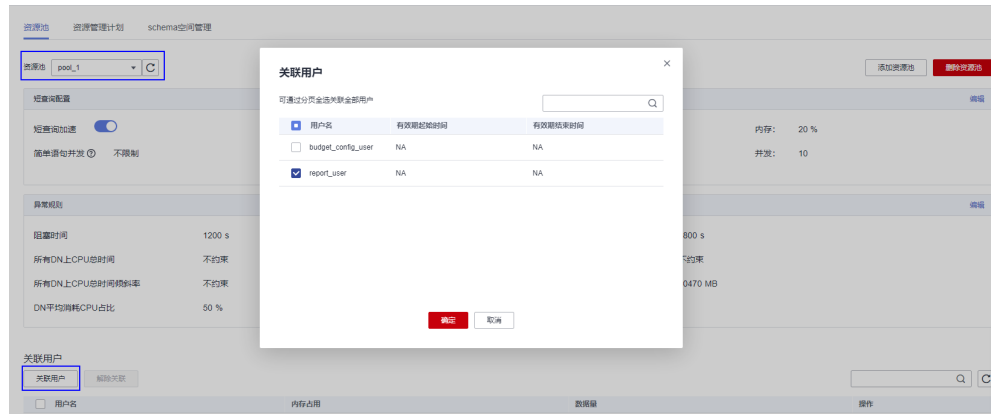 资源池 资源管理计划 schema空间管理
资源池 pool_1
添加资源池 删除资源池
短查询配置 编辑
短查询加速
简单语句并发 不限制
内存： 20 %
并发： 10
异常规则 编辑
阻塞时间 1200 s 800 s
所有DN上CPU总时间 不约束 不约束
所有DN上CPU总时间倾斜率 不约束 0470 MB
DN平均消耗CPU占比 50 %
关联用户
可通过分页全选关联全部用户
用户名 有效期起始时间 有效期结束时间
budget_config_user NA NA
report_user NA NA
确定 取消
关联用户
关联用户 解除关联
用户名 内存占用 数据量 操作